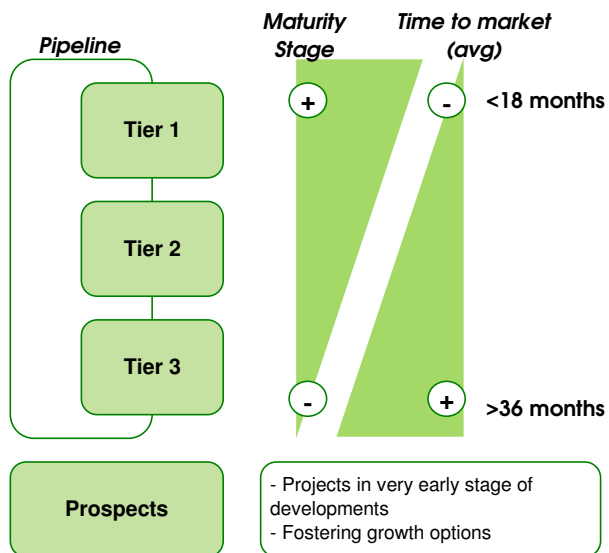 Pipeline
Maturity
Stage
Time to market
(avg)
Tier 1
+
-
<18 months
Tier 2
Tier 3
-
+
>36 months
Prospects
- Projects in very early stage of
developments
- Fostering growth options